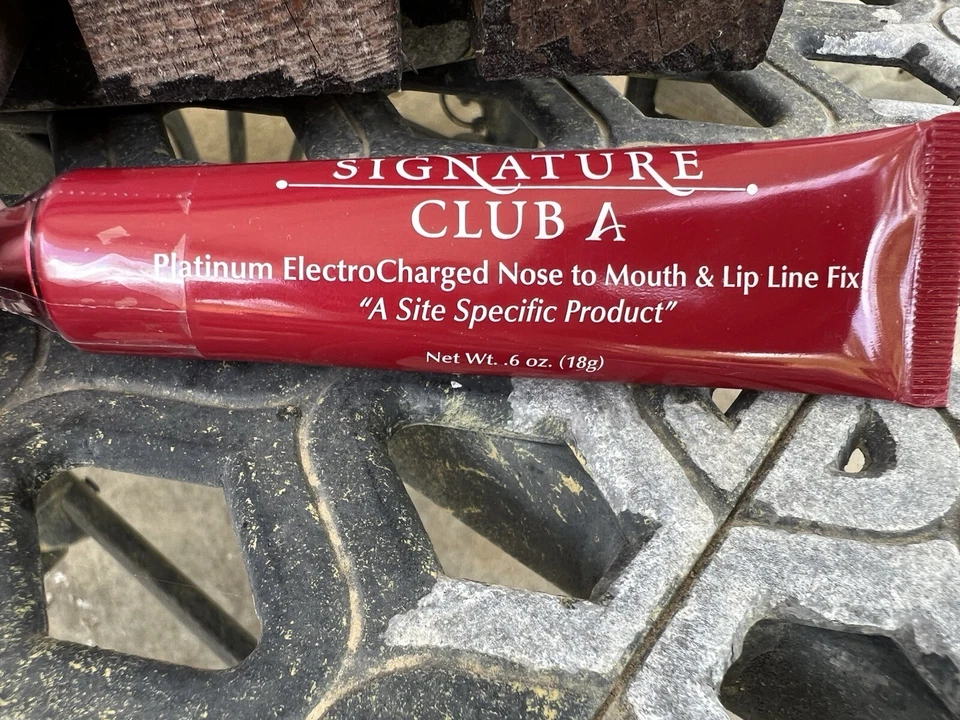 SIGNATURE
CLUB A
Platinum ElectroCharged Nose to Mouth & Lip Line Fix
"A Site Specific Product"
Net Wt. .6 oz. (18g)